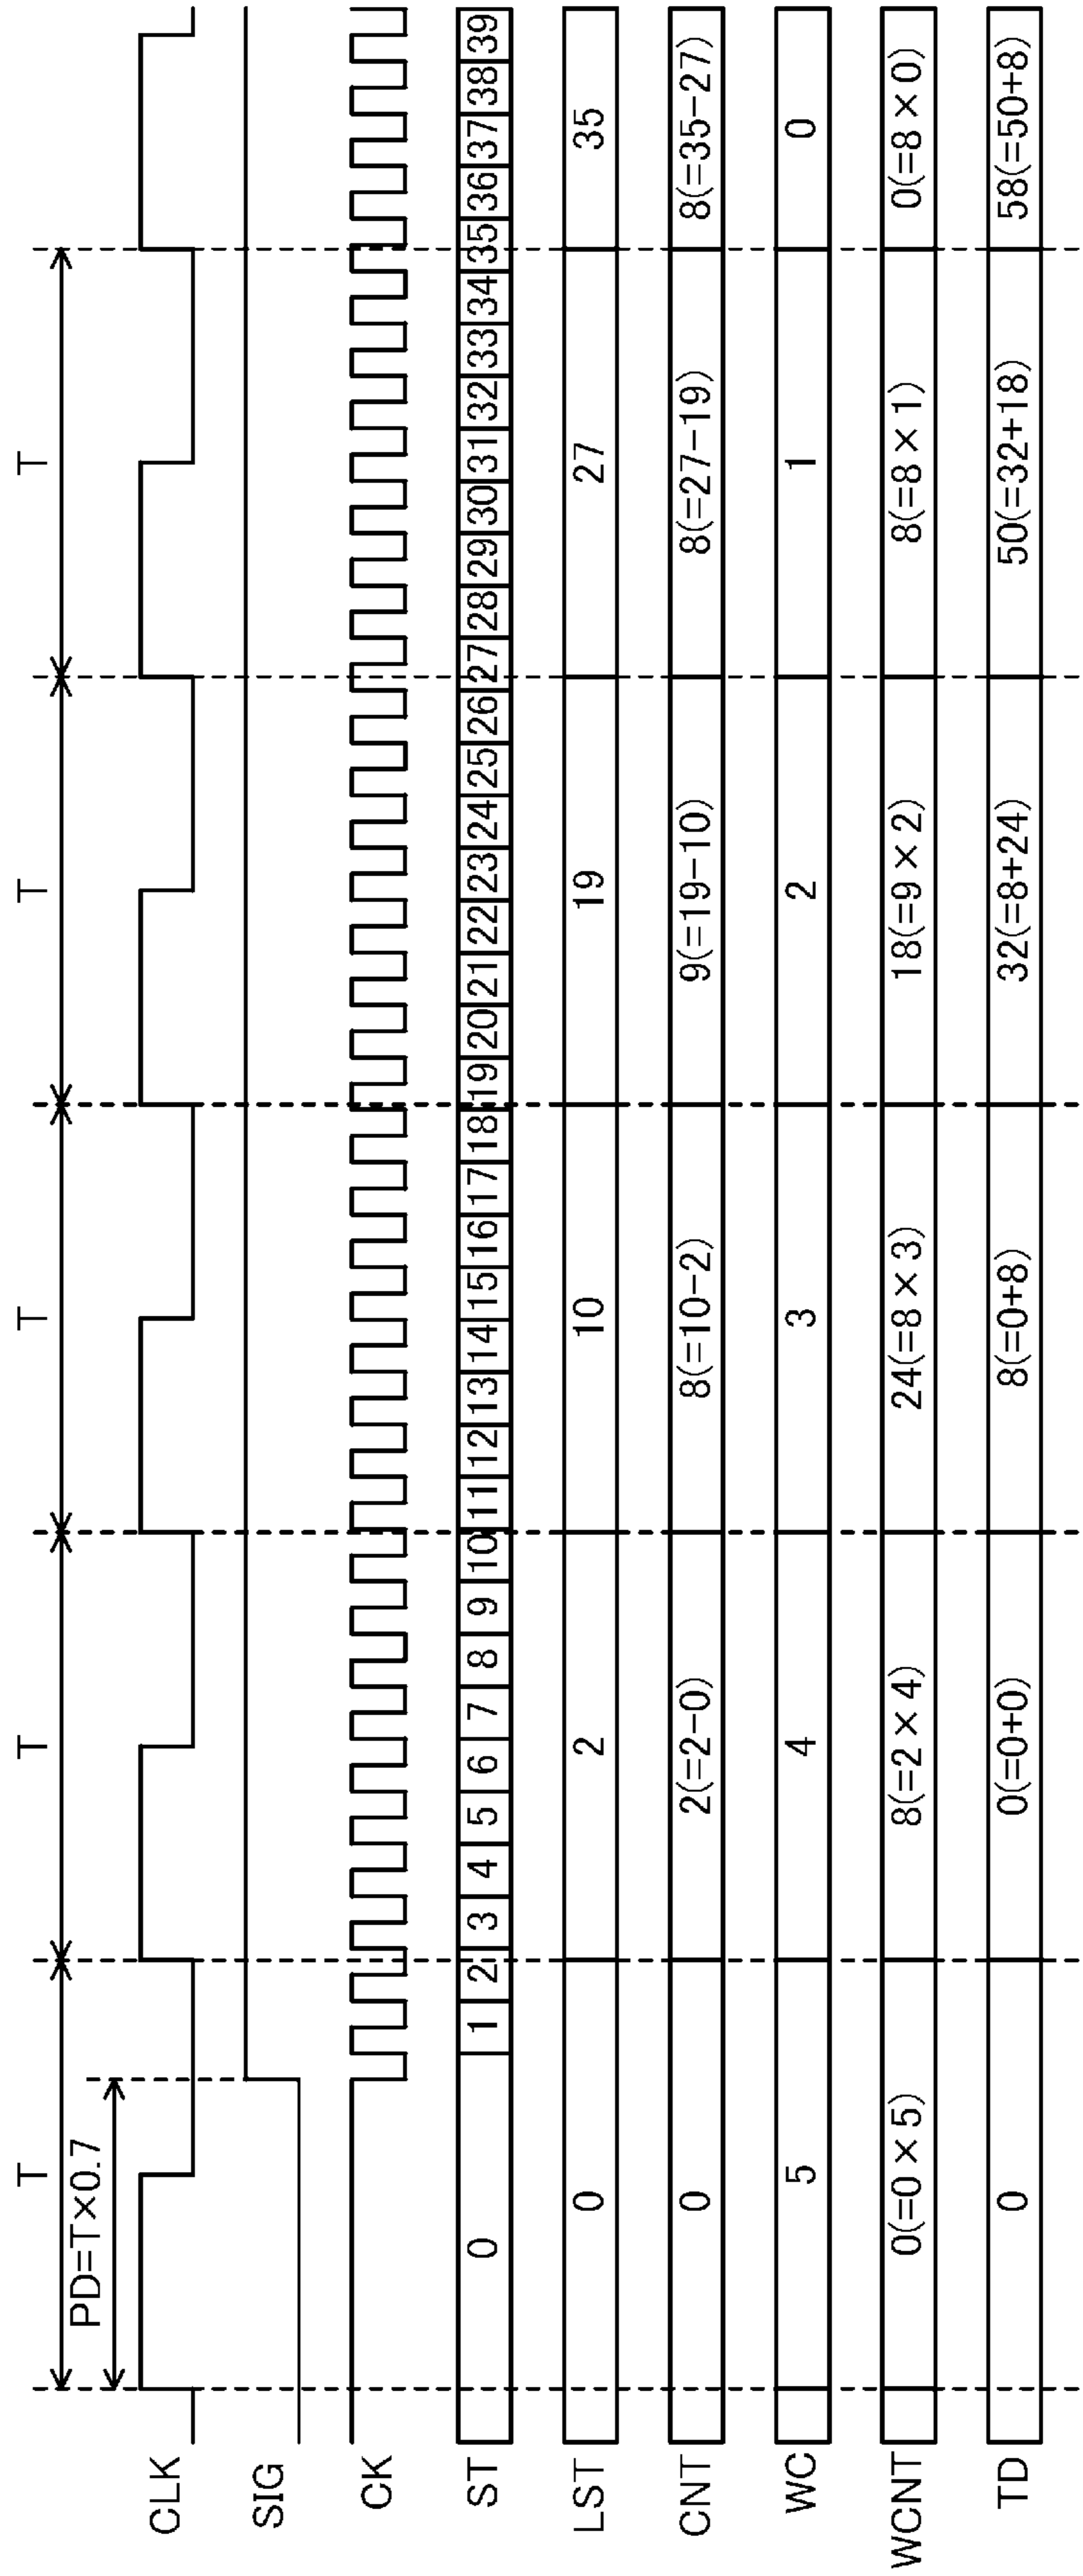 T T T T T
PD=T×0.7
CLK
SIG
CK
ST 0 1 2 3 4 5 6 7 8 9 10 11 12 13 14 15 16 17 18 19 20 21 22 23 24 25 26 27 28 29 30 31 32 33 34 35 36 37 38 39
LST 0 2 10 19 27 35
CNT 0 2(=2−0) 8(=10−2) 9(=19−10) 8(=27−19) 8(=35−27)
WC 5 4 3 2 1 0
WCNT 0(=0×5) 8(=2×4) 24(=8×3) 18(=9×2) 8(=8×1) 0(=8×0)
TD 0 0(=0+0) 8(=0+8) 32(=8+24) 50(=32+18) 58(=50+8)